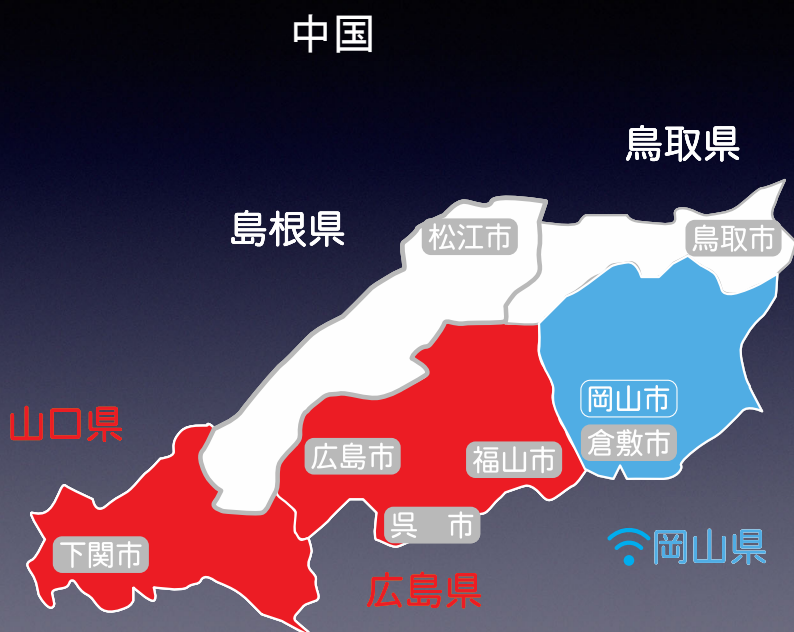 中国
鳥取県
島根県
松江市
鳥取市
岡山市
山口県
倉敷市
広島市
福山市
呉　市
下関市
岡山県
広島県